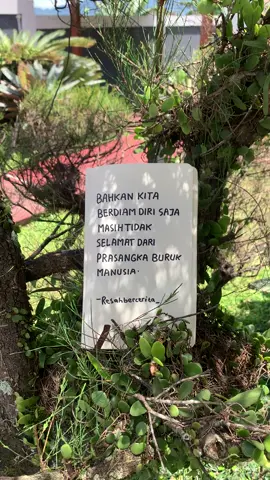 BAHKAN KITA
BERDIAM DIRI SAJA
MASIH TIDAK
SELAMAT DARI
PRASANGKA BURUK
MANUSIA.
-Resahbercerita_